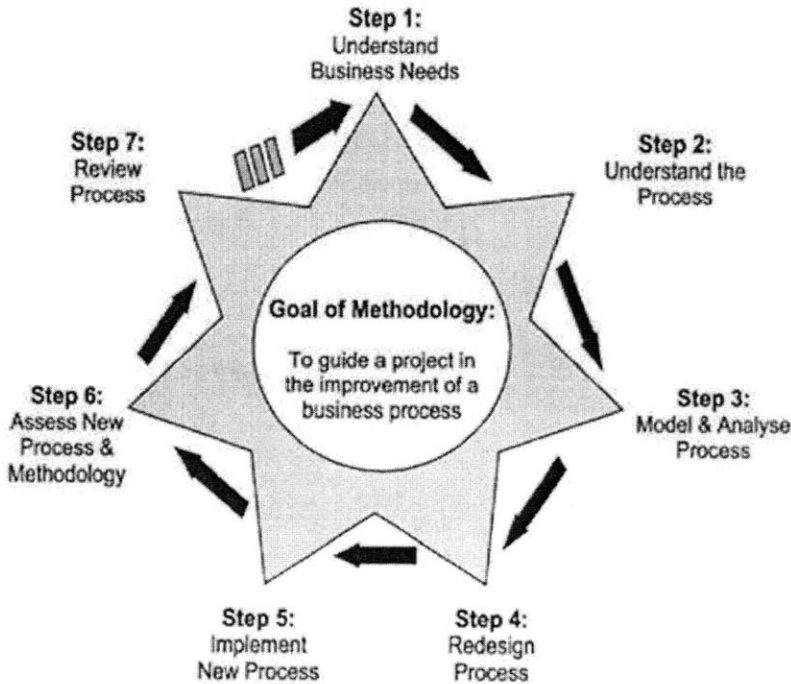 Step 1:
Understand
Business Needs
Step 2:
Understand the
Process
Step 3:
Model & Analyse
Process
Step 4:
Redesign
Process
Step 5:
Implement
New Process
Step 6:
Assess New
Process &
Methodology
Step 7:
Review
Process
Goal of Methodology:
To guide a project in
the improvement of a
business process